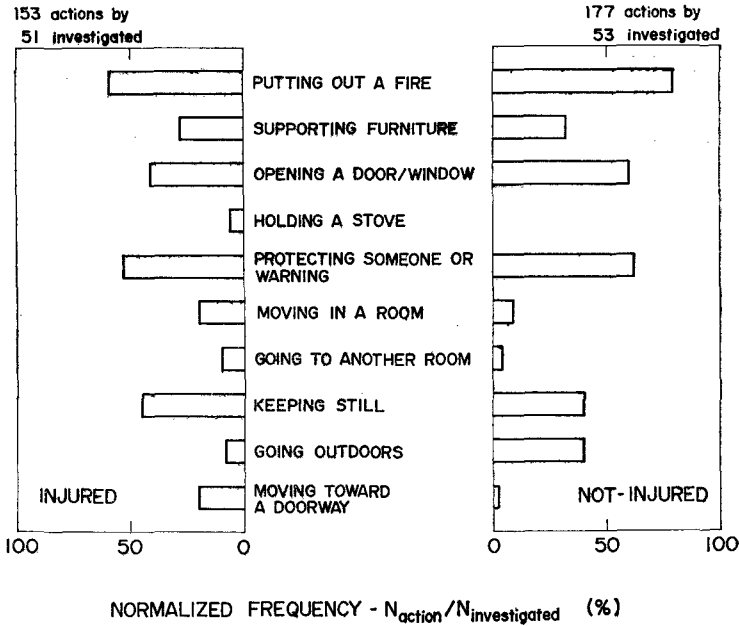 153 actions by
51 investigated
177 actions by
53 investigated
PUTTING OUT A FIRE
SUPPORTING FURNITURE
OPENING A DOOR/WINDOW
HOLDING A STOVE
PROTECTING SOMEONE OR
WARNING
MOVING IN A ROOM
GOING TO ANOTHER ROOM
KEEPING STILL
GOING OUTDOORS
MOVING TOWARD
A DOORWAY
INJURED
NOT-INJURED
100 50 0
0 50 100
NORMALIZED FREQUENCY - Naction/Ninvestigated (%)